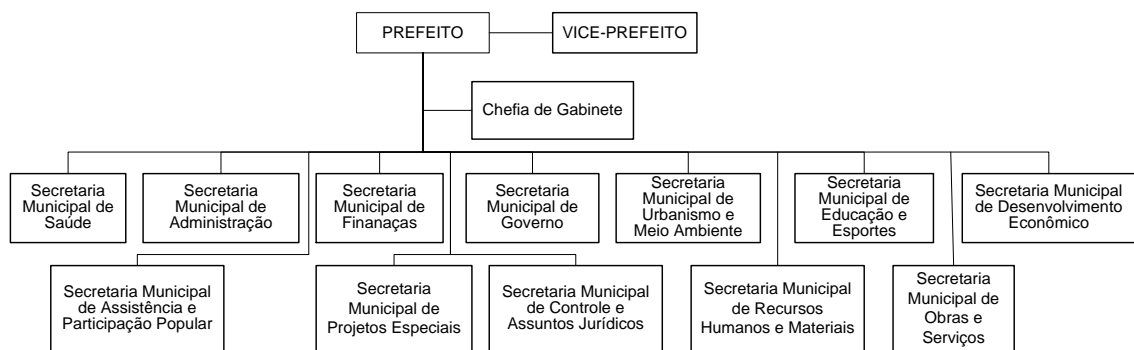 PREFEITO
VICE-PREFEITO
Chefia de Gabinete
Secretaria
Municipal de
Saúde
Secretaria
Municipal de
Administração
Secretaria
Municipal de
Finanaças
Secretaria
Municipal de
Governo
Secretaria
Municipal de
Urbanismo e
Meio Ambiente
Secretaria
Municipal de
Educação e
Esportes
Secretaria Municipal
de Desenvolvimento
Econômico
Secretaria Municipal
de Assistência e
Participação Popular
Secretaria
Municipal de
Projetos Especiais
Secretaria Municipal
de Controle e
Assuntos Jurídicos
Secretaria Municipal
de Recursos
Humanos e Materiais
Secretaria
Municipal de
Obras e
Serviços